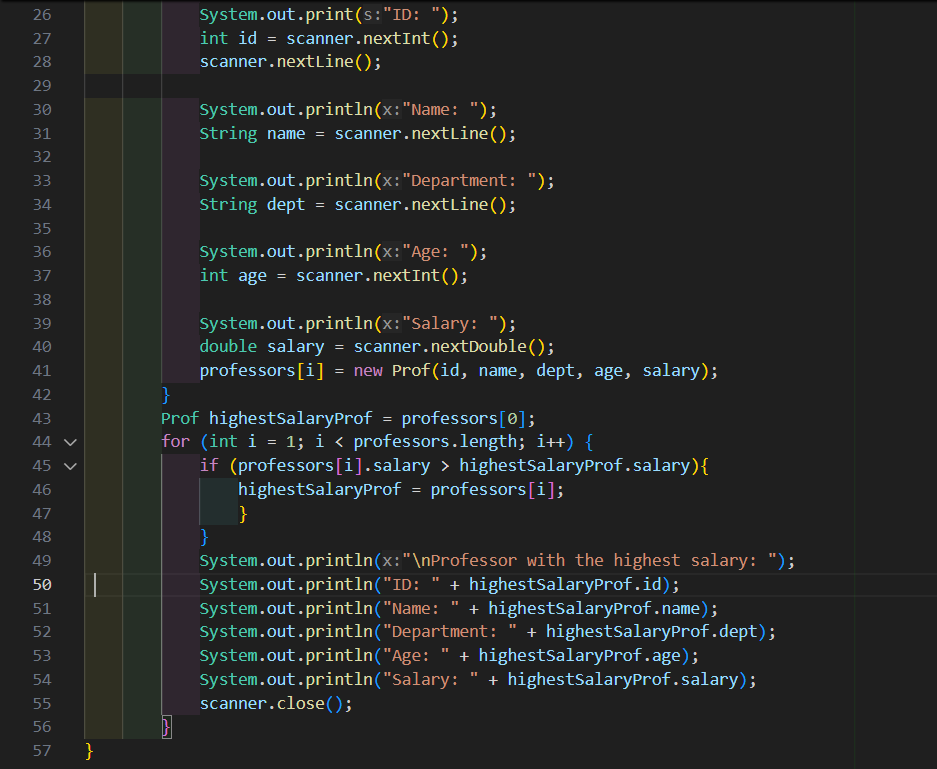 26 System.out.print(s:"ID: ");
27 int id = scanner.nextInt();
28 scanner.nextLine();
29
30 System.out.println(x:"Name: ");
31 String name = scanner.nextLine();
32
33 System.out.println(x:"Department: ");
34 String dept = scanner.nextLine();
35
36 System.out.println(x:"Age: ");
37 int age = scanner.nextInt();
38
39 System.out.println(x:"Salary: ");
40 double salary = scanner.nextDouble();
41 professors[i] = new Prof(id, name, dept, age, salary);
42 }
43 Prof highestSalaryProf = professors[0];
44 for (int i = 1; i < professors.length; i++) {
45 if (professors[i].salary > highestSalaryProf.salary){
46 highestSalaryProf = professors[i];
47 }
48 }
49 System.out.println(x:"\nProfessor with the highest salary: ");
50 System.out.println("ID: " + highestSalaryProf.id);
51 System.out.println("Name: " + highestSalaryProf.name);
52 System.out.println("Department: " + highestSalaryProf.dept);
53 System.out.println("Age: " + highestSalaryProf.age);
54 System.out.println("Salary: " + highestSalaryProf.salary);
55 scanner.close();
56 }
57 }